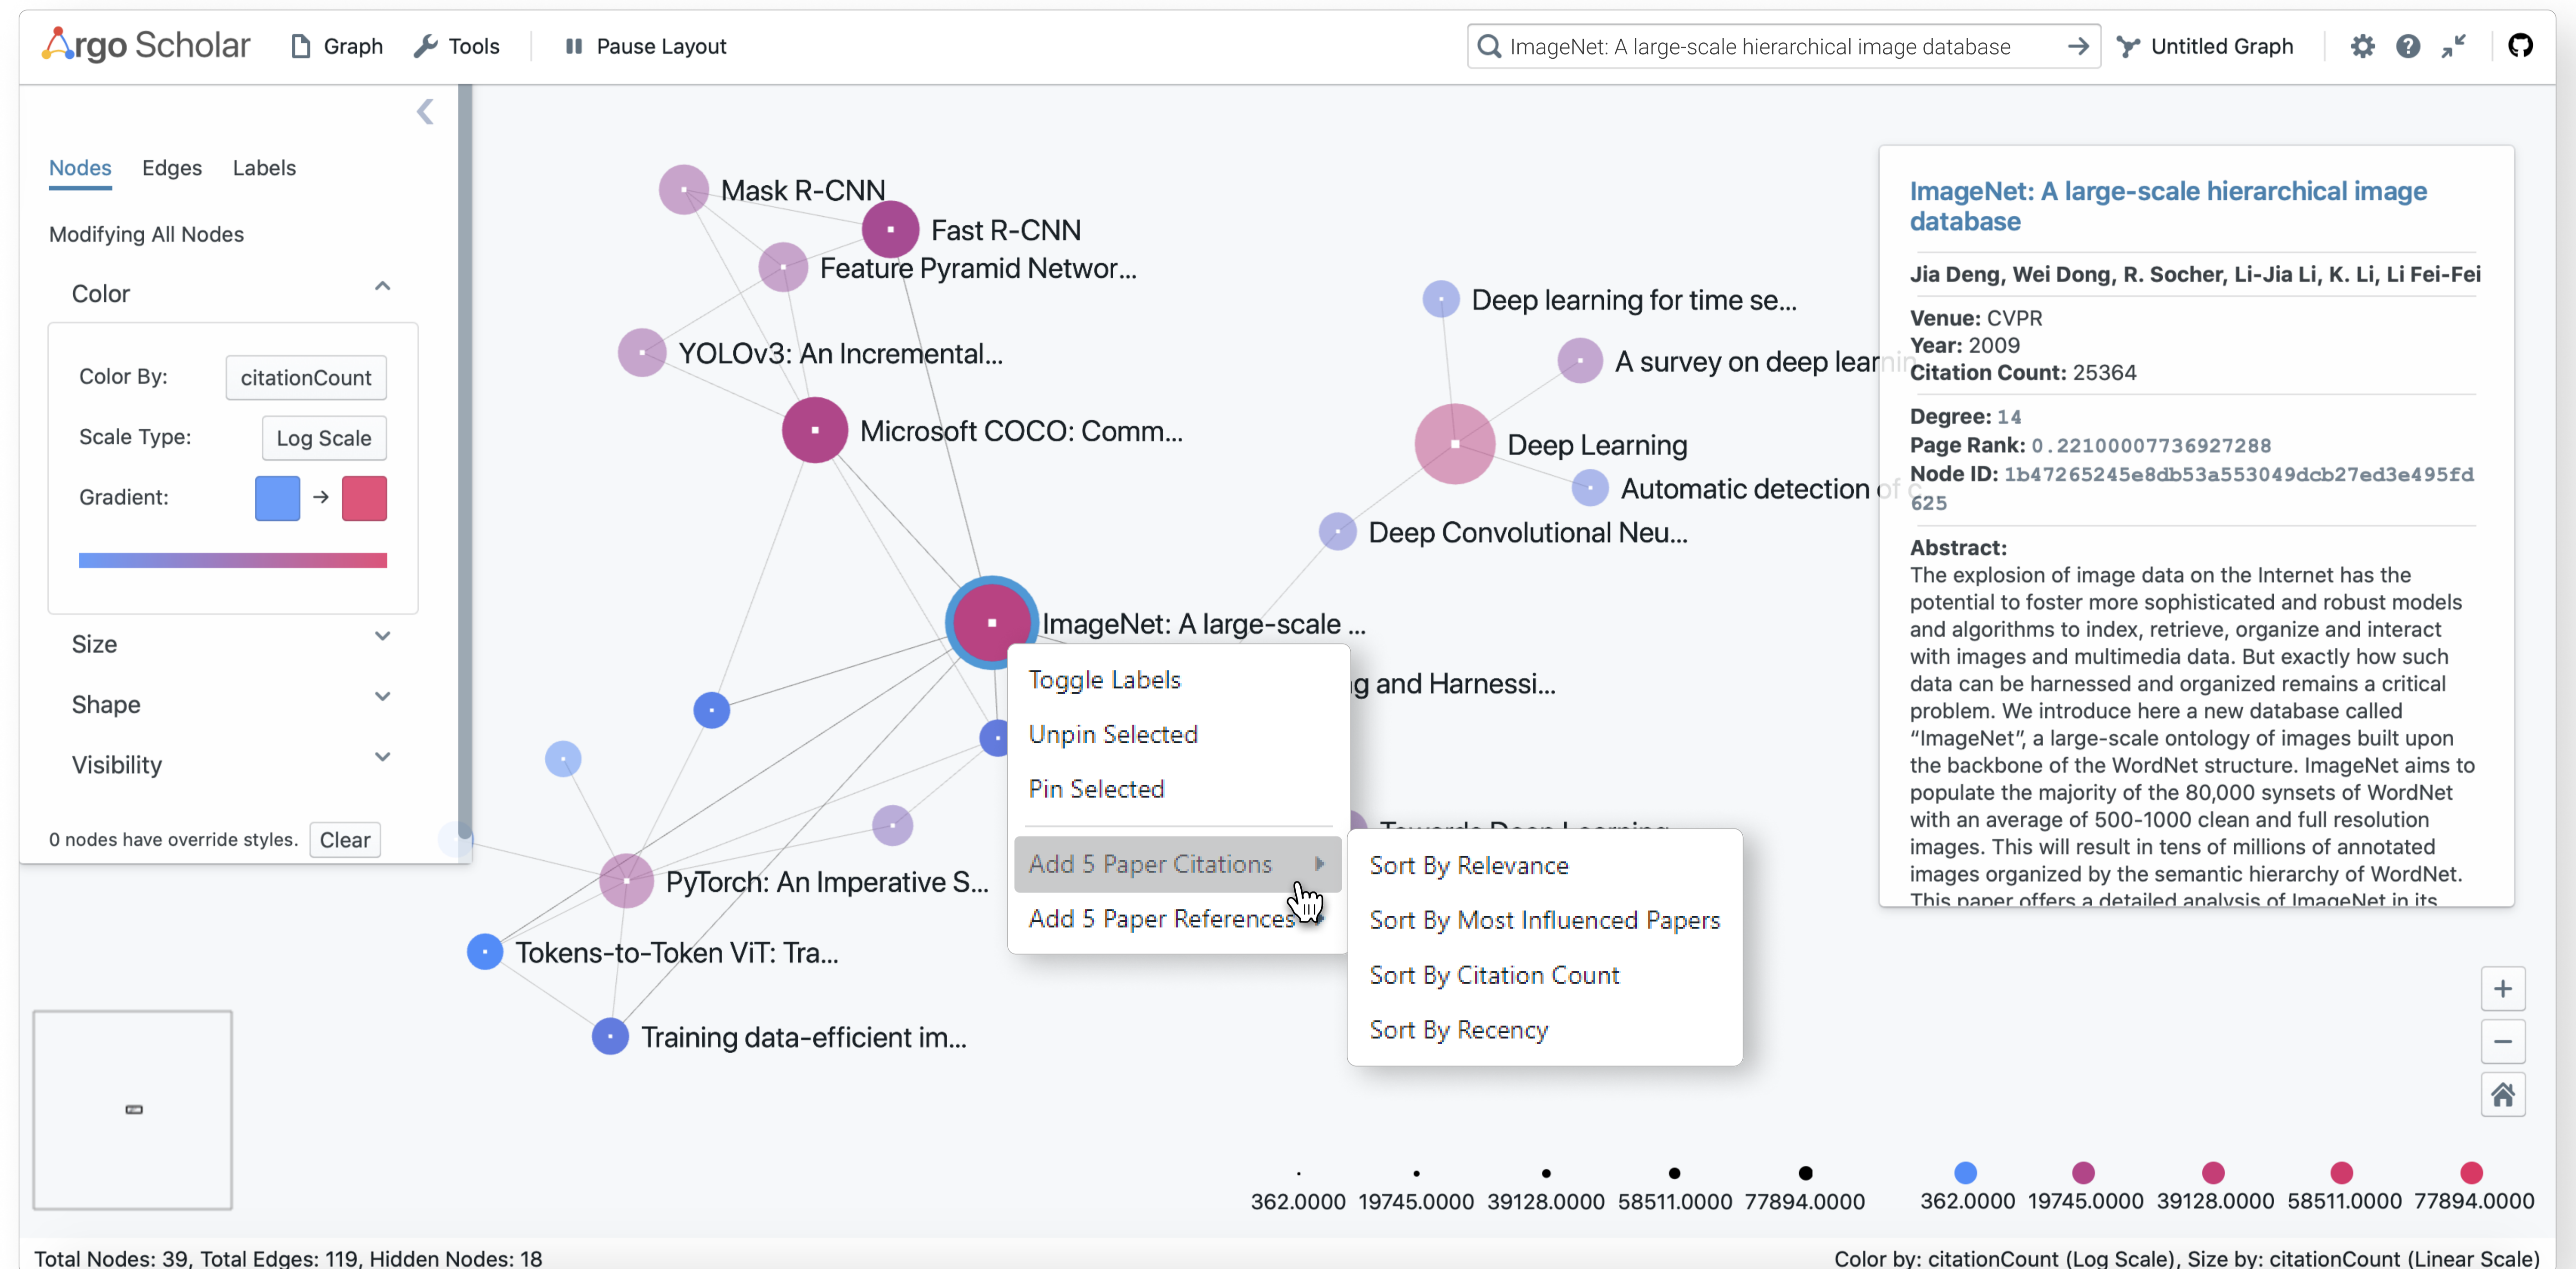 Argo Scholar
Graph
Tools
Pause Layout
ImageNet: A large-scale hierarchical image database
Untitled Graph
Nodes
Edges
Labels
Modifying All Nodes
Color
Color By:
citationCount
Scale Type:
Log Scale
Gradient:
Size
Shape
Visibility
0 nodes have override styles.
Clear
Mask R-CNN
Fast R-CNN
Feature Pyramid Networ...
YOLOv3: An Incremental...
Microsoft COCO: Comm...
Deep learning for time se...
A survey on deep learnin
Deep Learning
Automatic detection of c
Deep Convolutional Neu...
ImageNet: A large-scale ...
g and Harnessi...
Towards Deep Learning
PyTorch: An Imperative S...
Tokens-to-Token ViT: Tra...
Training data-efficient im...
Toggle Labels
Unpin Selected
Pin Selected
Add 5 Paper Citations
Add 5 Paper References
Sort By Relevance
Sort By Most Influenced Papers
Sort By Citation Count
Sort By Recency
ImageNet: A large-scale hierarchical image
database
Jia Deng, Wei Dong, R. Socher, Li-Jia Li, K. Li, Li Fei-Fei
Venue: CVPR
Year: 2009
Citation Count: 25364
Degree: 14
Page Rank: 0.22100007736927288
Node ID: 1b47265245e8db53a553049dcb27ed3e495fd
625
Abstract:
The explosion of image data on the Internet has the
potential to foster more sophisticated and robust models
and algorithms to index, retrieve, organize and interact
with images and multimedia data. But exactly how such
data can be harnessed and organized remains a critical
problem. We introduce here a new database called
“ImageNet”, a large-scale ontology of images built upon
the backbone of the WordNet structure. ImageNet aims to
populate the majority of the 80,000 synsets of WordNet
with an average of 500-1000 clean and full resolution
images. This will result in tens of millions of annotated
images organized by the semantic hierarchy of WordNet.
This paper offers a detailed analysis of ImageNet in its
362.0000 19745.0000 39128.0000 58511.0000 77894.0000
362.0000 19745.0000 39128.0000 58511.0000 77894.0000
Total Nodes: 39, Total Edges: 119, Hidden Nodes: 18
Color by: citationCount (Log Scale), Size by: citationCount (Linear Scale)